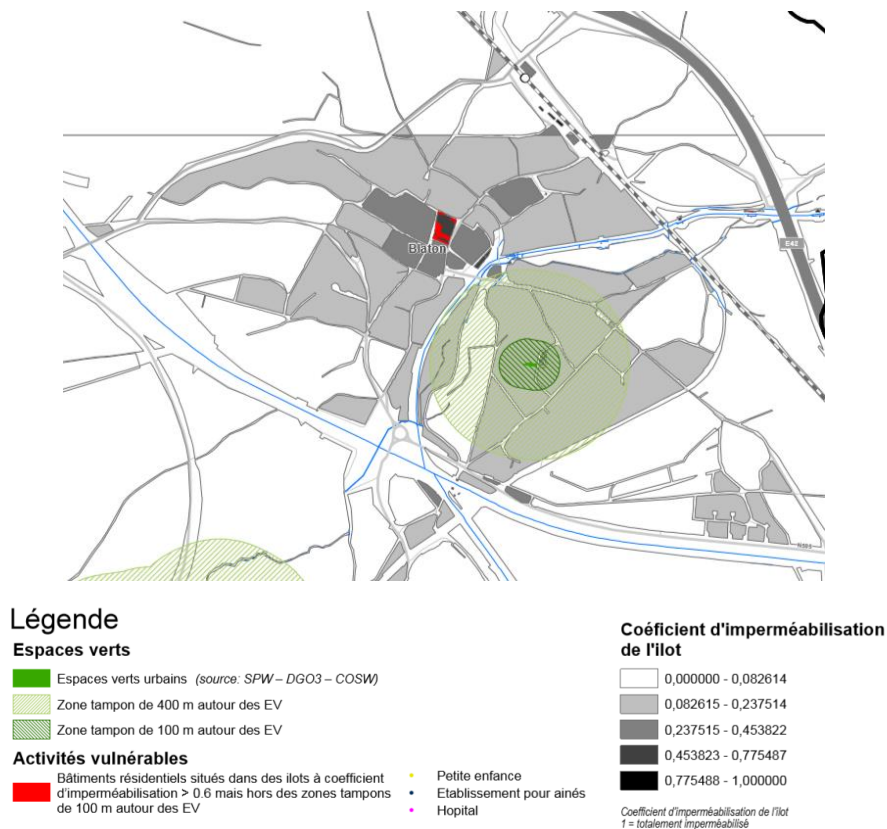 E42
Blaton
Légende
Espaces verts
Espaces verts urbains (source: SPW – DGO3 – COSW)
Zone tampon de 400 m autour des EV
Zone tampon de 100 m autour des EV
Activités vulnérables
Bâtiments résidentiels situés dans des ilots à coefficient
d'imperméabilisation > 0.6 mais hors des zones tampons
de 100 m autour des EV
Petite enfance
Etablissement pour ainés
Hopital
Coéficient d'imperméabilisation
de l'ilot
0,000000 - 0,082614
0,082615 - 0,237514
0,237515 - 0,453822
0,453823 - 0,775487
0,775488 - 1,000000
Coefficient d'imperméabilisation de l'îlot
1 = totalement imperméabilisé